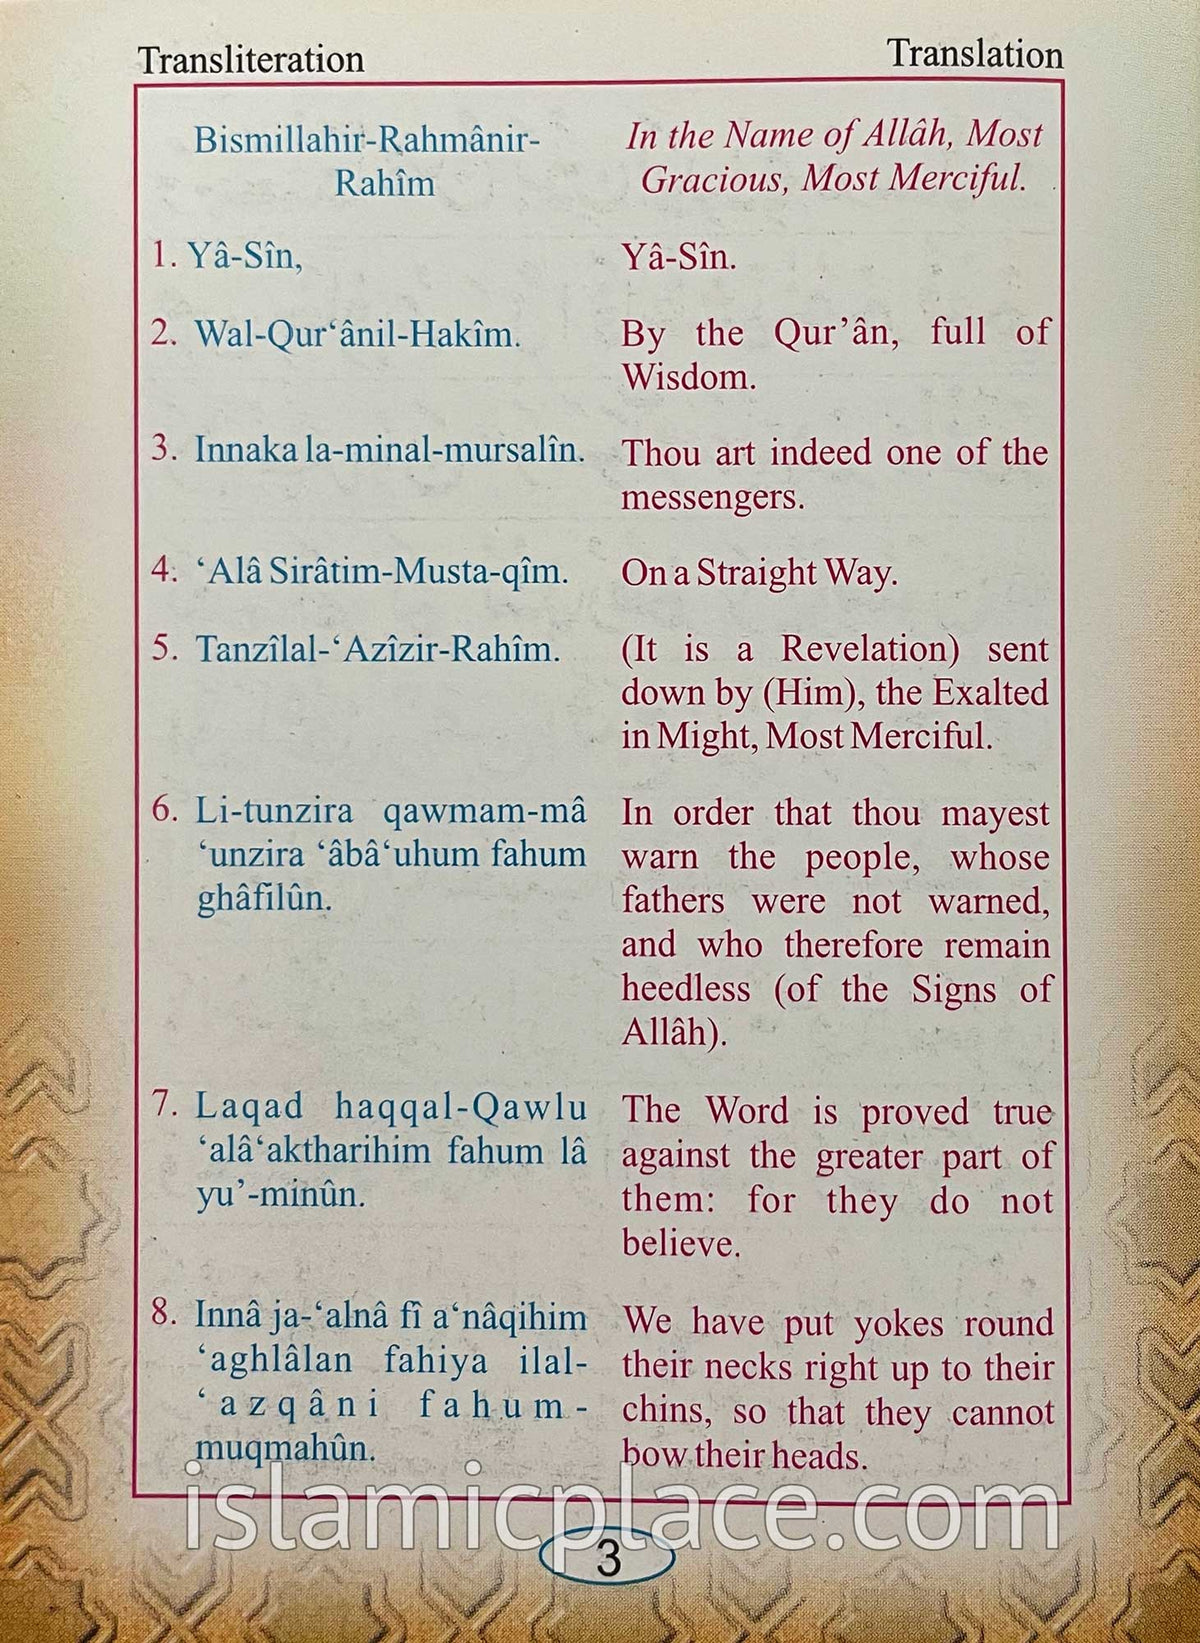 Transliteration
Translation
Bismillahir-Rahmânir-
Rahîm
In the Name of Allâh, Most
Gracious, Most Merciful.
1. Yâ-Sîn,
Yâ-Sîn.
2. Wal-Qur‘ânil-Hakîm.
By the Qur’ân, full of
Wisdom.
3. Innaka la-minal-mursalîn.
Thou art indeed one of the
messengers.
4. ‘Alâ Sirâtim-Musta-qîm.
On a Straight Way.
5. Tanzîlal-‘Azîzir-Rahîm.
(It is a Revelation) sent
down by (Him), the Exalted
in Might, Most Merciful.
6. Li-tunzira qawmam-mâ
‘unzira ‘âbâ‘uhum fahum
ghâfilûn.
In order that thou mayest
warn the people, whose
fathers were not warned,
and who therefore remain
heedless (of the Signs of
Allâh).
7. Laqad haqqal-Qawlu
‘alâ‘aktharihim fahum lâ
yu’-minûn.
The Word is proved true
against the greater part of
them: for they do not
believe.
8. Innâ ja-‘alnâ fî a‘nâqihim
‘aghlâlan fahiya ilal-
‘azqâni fahum-
muqmahûn.
We have put yokes round
their necks right up to their
chins, so that they cannot
bow their heads.
islamicplace.com
3